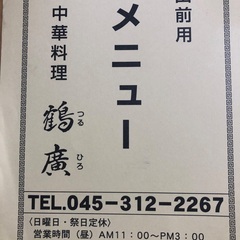 出前用
メニュー
中華料理
鶴廣
つる
ひろ
TEL.045-312-2267
(日曜日・祭日定休)
営業時間(昼)AM11:00〜PM3:00